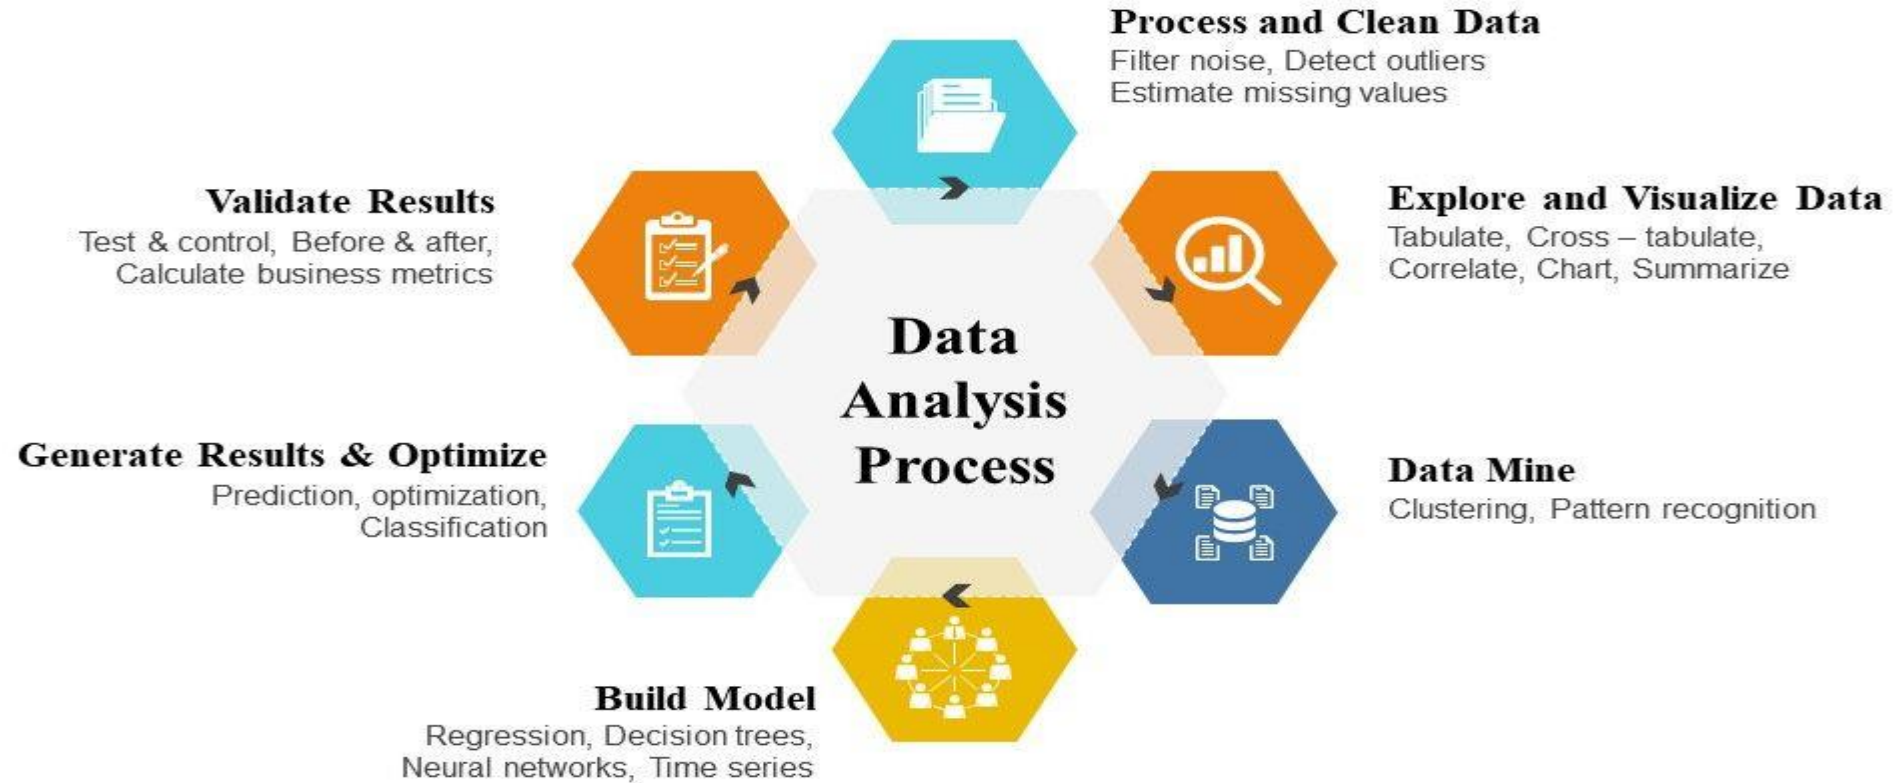 Process and Clean Data
Filter noise, Detect outliers
Estimate missing values
Explore and Visualize Data
Tabulate, Cross – tabulate,
Correlate, Chart, Summarize
Data Mine
Clustering, Pattern recognition
Build Model
Regression, Decision trees,
Neural networks, Time series
Generate Results & Optimize
Prediction, optimization,
Classification
Validate Results
Test & control, Before & after,
Calculate business metrics
Data
Analysis
Process